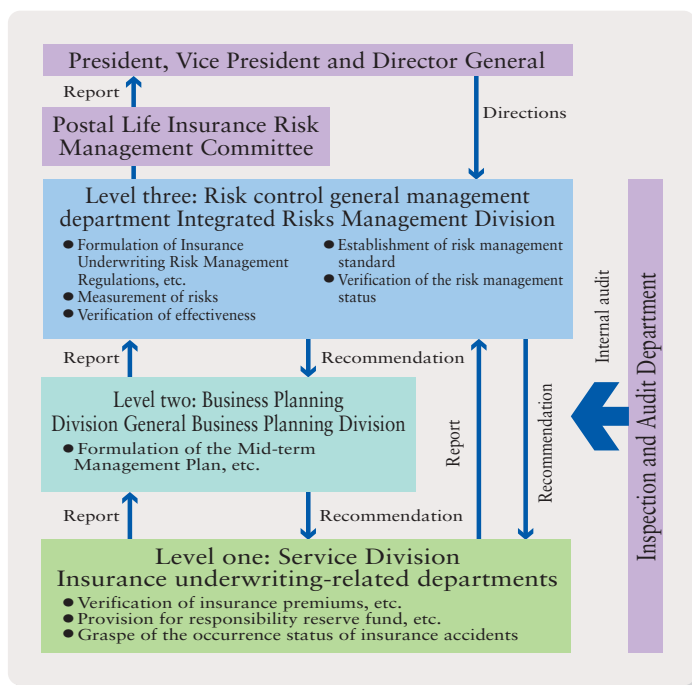 President, Vice President and Director General
Report
Directions
Postal Life Insurance Risk
Management Committee
Level three: Risk control general management
department Integrated Risks Management Division
● Formulation of Insurance
Underwriting Risk Management
Regulations, etc.
● Measurement of risks
● Verification of effectiveness
● Establishment of risk management
standard
● Verification of the risk management
status
Report
Recommendation
Level two: Business Planning
Division General Business Planning Division
● Formulation of the Mid-term
Management Plan, etc.
Report
Recommendation
Report
Recommendation
Level one: Service Division
Insurance underwriting-related departments
● Verification of insurance premiums, etc.
● Provision for responsibility reserve fund, etc.
● Graspe of the occurrence status of insurance accidents
Internal audit
Inspection and Audit Department